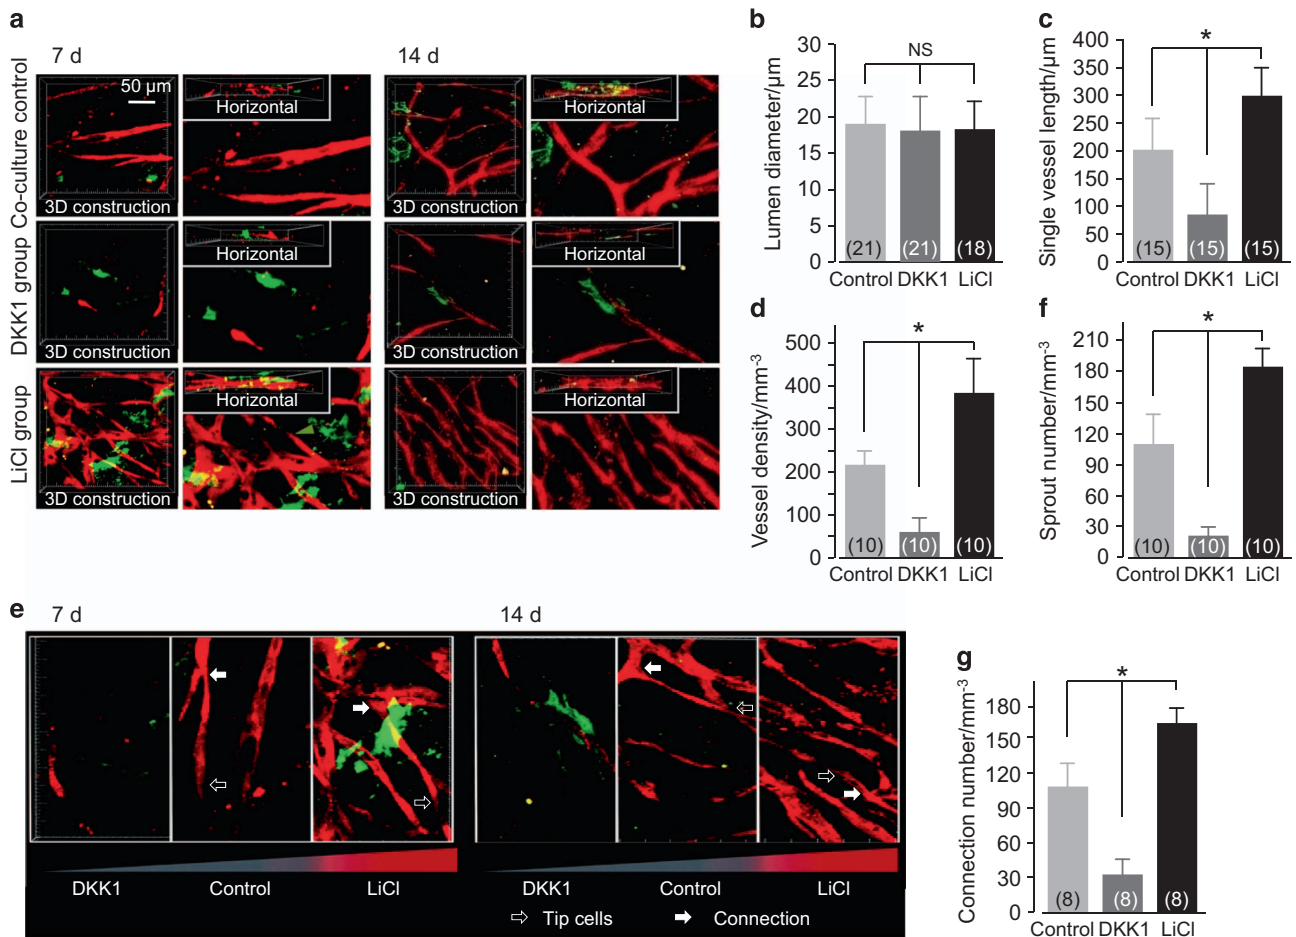 a
7 d
14 d
Co-culture control
50 µm
Horizontal
3D construction
Horizontal
3D construction
DKK1 group
Horizontal
3D construction
Horizontal
3D construction
LiCl group
Horizontal
3D construction
Horizontal
3D construction
b
Lumen diameter/µm
30
25
20
15
10
5
0
NS
(21)
(21)
(18)
Control DKK1 LiCl
c
Single vessel length/µm
400
350
300
250
200
150
100
50
0
*
(15)
(15)
(15)
Control DKK1 LiCl
d
Vessel density/mm-3
500
400
300
200
100
0
*
(10)
(10)
(10)
Control DKK1 LiCl
f
Sprout number/mm-3
210
180
150
120
90
60
30
0
*
(10)
(10)
(10)
Control DKK1 LiCl
e
7 d
14 d
DKK1 Control LiCl
DKK1 Control LiCl
Tip cells
Connection
g
Connection number/mm-3
180
150
120
90
60
30
0
*
(8)
(8)
(8)
Control DKK1 LiCl